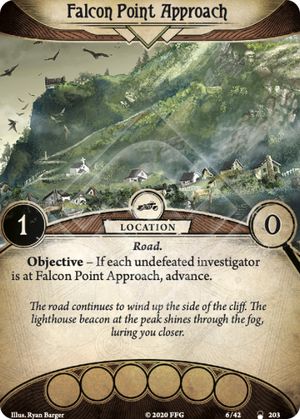 Falcon Point Approach
1
0
LOCATION
Road.
Objective – If each undefeated investigator
is at Falcon Point Approach, advance.
The road continues to wind up the side of the cliff. The
lighthouse beacon at the peak shines through the fog,
luring you closer.
Illus. Ryan Barger © 2020 FFG 6/42 203